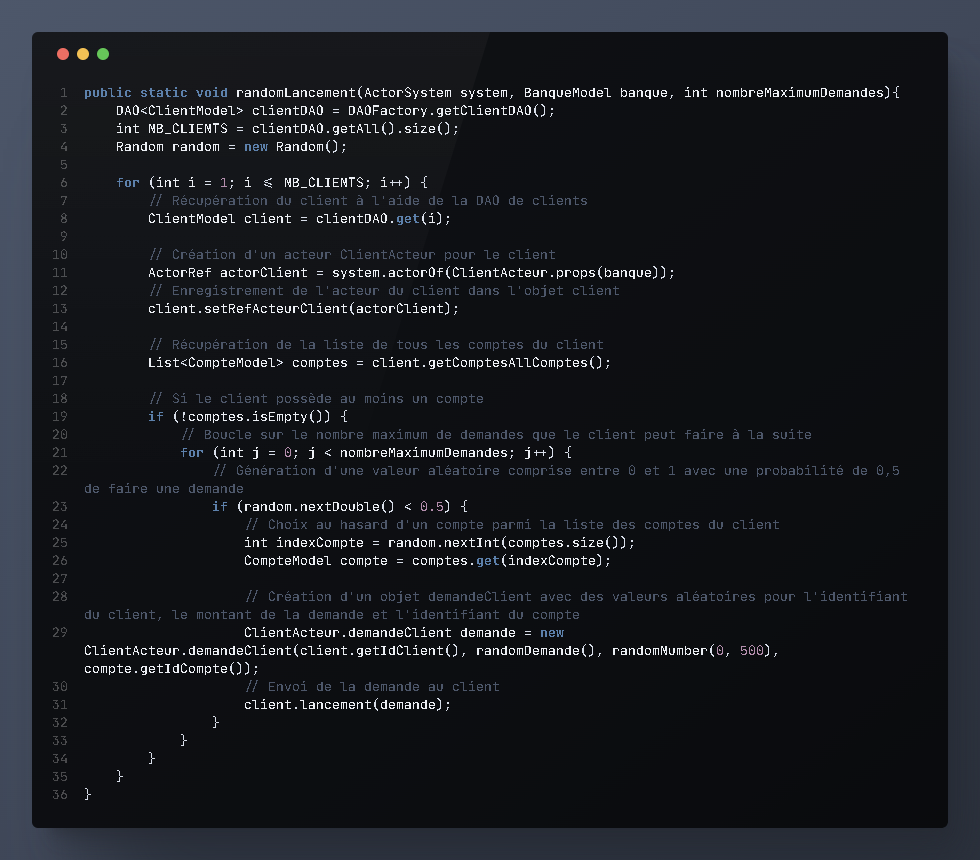 1 public static void randomLancement(ActorSystem system, BanqueModel banque, int nombreMaximumDemandes){
2 DAO<ClientModel> clientDAO = DAOFactory.getClientDAO();
3 int NB_CLIENTS = clientDAO.getAll().size();
4 Random random = new Random();
5
6 for (int i = 1; i <= NB_CLIENTS; i++) {
7 // Récupération du client à l'aide de la DAO de clients
8 ClientModel client = clientDAO.get(i);
9
10 // Création d'un acteur ClientActeur pour le client
11 ActorRef actorClient = system.actorOf(ClientActeur.props(banque));
12 // Enregistrement de l'acteur du client dans l'objet client
13 client.setRefActeurClient(actorClient);
14
15 // Récupération de la liste de tous les comptes du client
16 List<CompteModel> comptes = client.getComptesAllComptes();
17
18 // Si le client possède au moins un compte
19 if (!comptes.isEmpty()) {
20 // Boucle sur le nombre maximum de demandes que le client peut faire à la suite
21 for (int j = 0; j < nombreMaximumDemandes; j++) {
22 // Génération d'une valeur aléatoire comprise entre 0 et 1 avec une probabilité de 0,5
de faire une demande
23 if (random.nextDouble() < 0.5) {
24 // Choix au hasard d'un compte parmi la liste des comptes du client
25 int indexCompte = random.nextInt(comptes.size());
26 CompteModel compte = comptes.get(indexCompte);
27
28 // Création d'un objet demandeClient avec des valeurs aléatoires pour l'identifiant
du client, le montant de la demande et l'identifiant du compte
29 ClientActeur.demandeClient demande = new
ClientActeur.demandeClient(client.getIdClient(), randomDemande(), randomNumber(0, 500),
compte.getIdCompte());
30 // Envoi de la demande au client
31 client.lancement(demande);
32 }
33 }
34 }
35 }
36 }